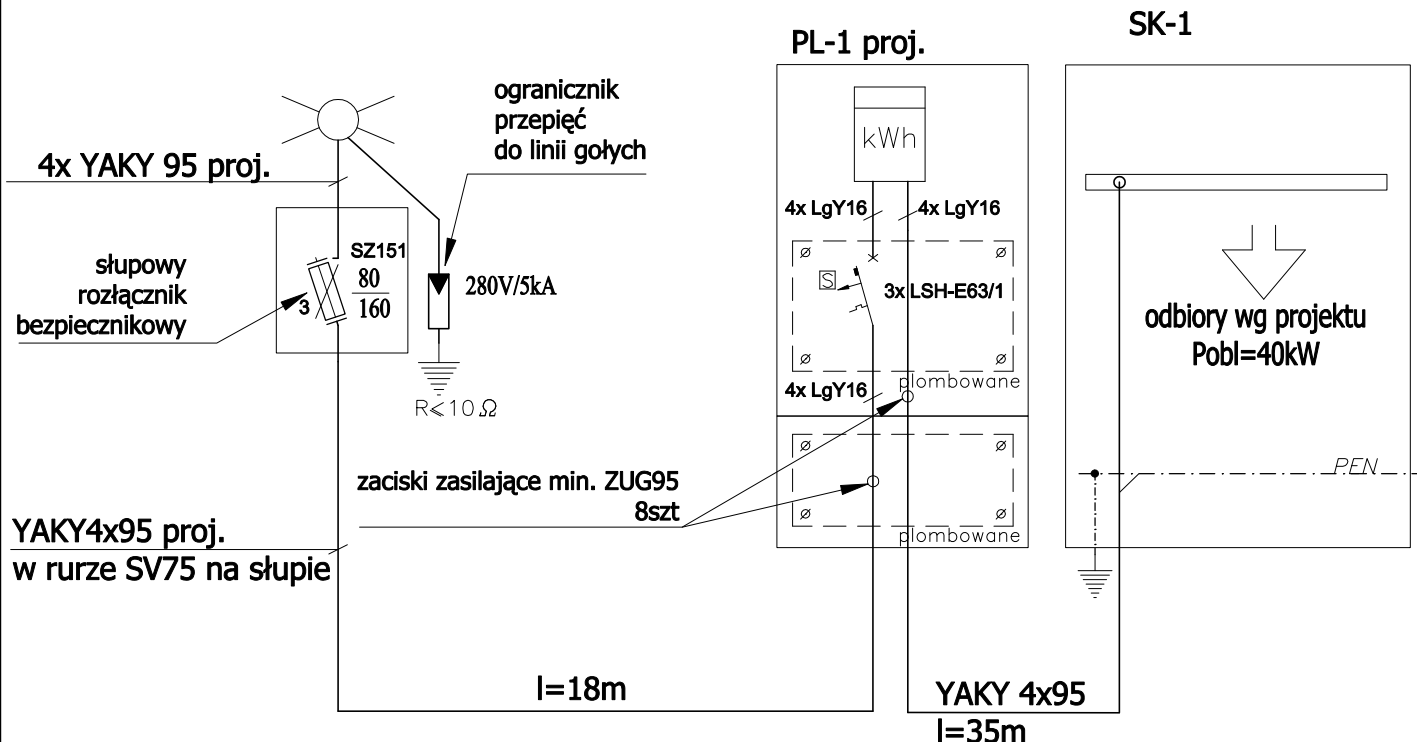 SK-1
PL-1 proj.
ogranicznik
przepięć
do linii gołych
4x YAKY 95 proj.
kWh
4x LgY16
4x LgY16
słupowy
rozłącznik
bezpiecznikowy
SZ151
80
160
3
280V/5kA
R⩽10Ω
S
3x LSH-E63/1
plombowane
4x LgY16
odbiory wg projektu
Pobl=40kW
zaciski zasilające min. ZUG95
8szt
plombowane
PEN
YAKY4x95 proj.
w rurze SV75 na słupie
l=18m
YAKY 4x95
l=35m